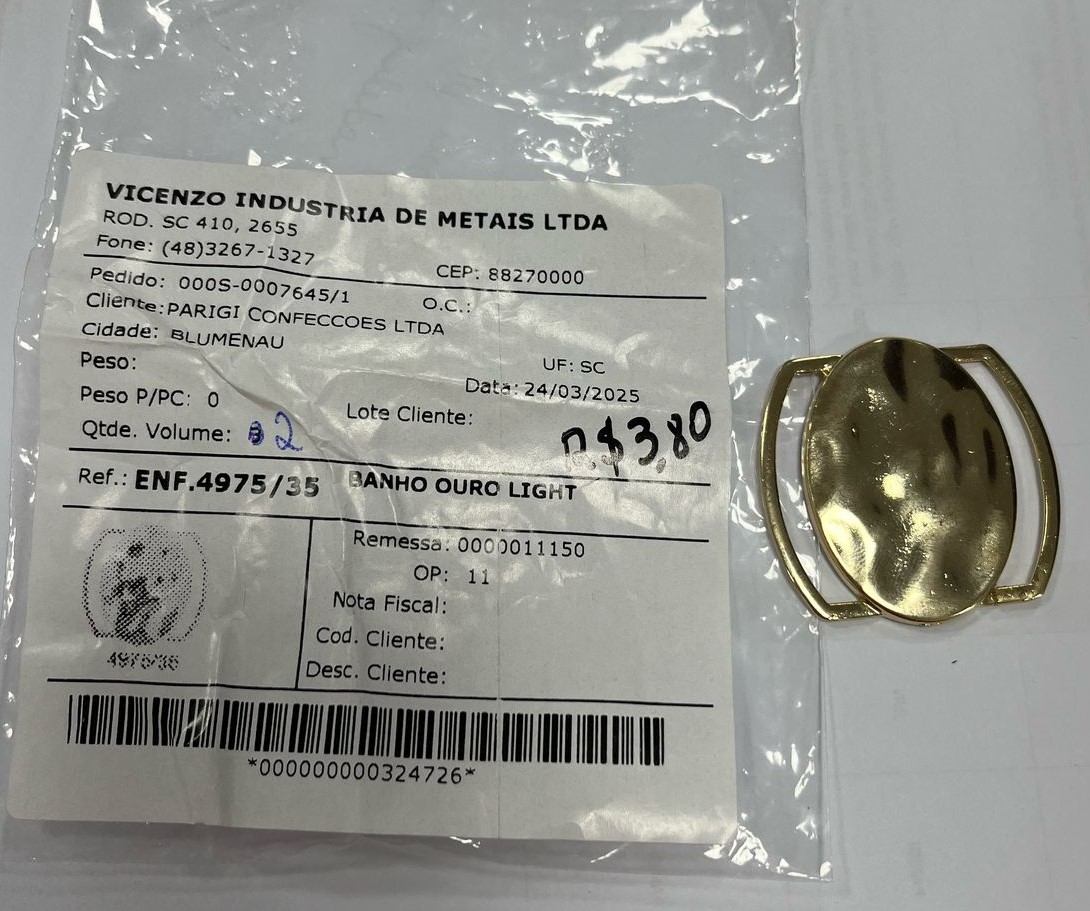 VICENZO INDUSTRIA DE METAIS LTDA
ROD. SC 410, 2655
Fone: (48)3267-1327
CEP: 88270000
Pedido: 000S-0007645/1 O.C.:
Cliente:PARIGI CONFECCOES LTDA
Cidade: BLUMENAU
UF: SC
Peso:
Data: 24/03/2025
Peso P/PC: 0
Lote Cliente:
Qtde. Volume: 2
R$3,80
Ref.: ENF.4975/35 BANHO OURO LIGHT
Remessa: 0000011150
OP: 11
Nota Fiscal:
Cod. Cliente:
Desc. Cliente:
*000000000324726*